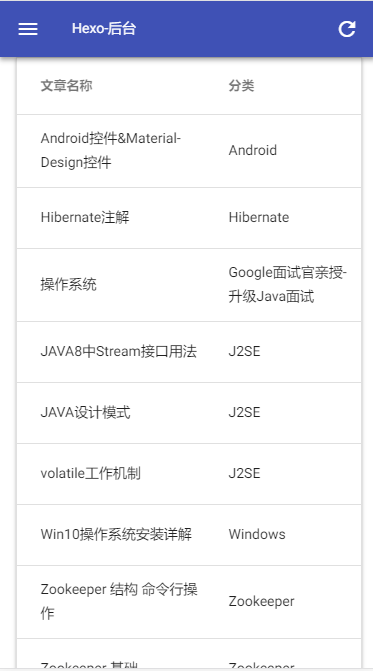 Hexo-后台
文章名称 分类
Android控件&Material-
Design控件
Android
Hibernate注解 Hibernate
操作系统
Google面试官亲授-
升级Java面试
JAVA8中Stream接口用法 J2SE
JAVA设计模式 J2SE
volatile工作机制 J2SE
Win10操作系统安装详解 Windows
Zookeeper 结构 命令行操
作
Zookeeper
Zookeeper 基础 Zookeeper